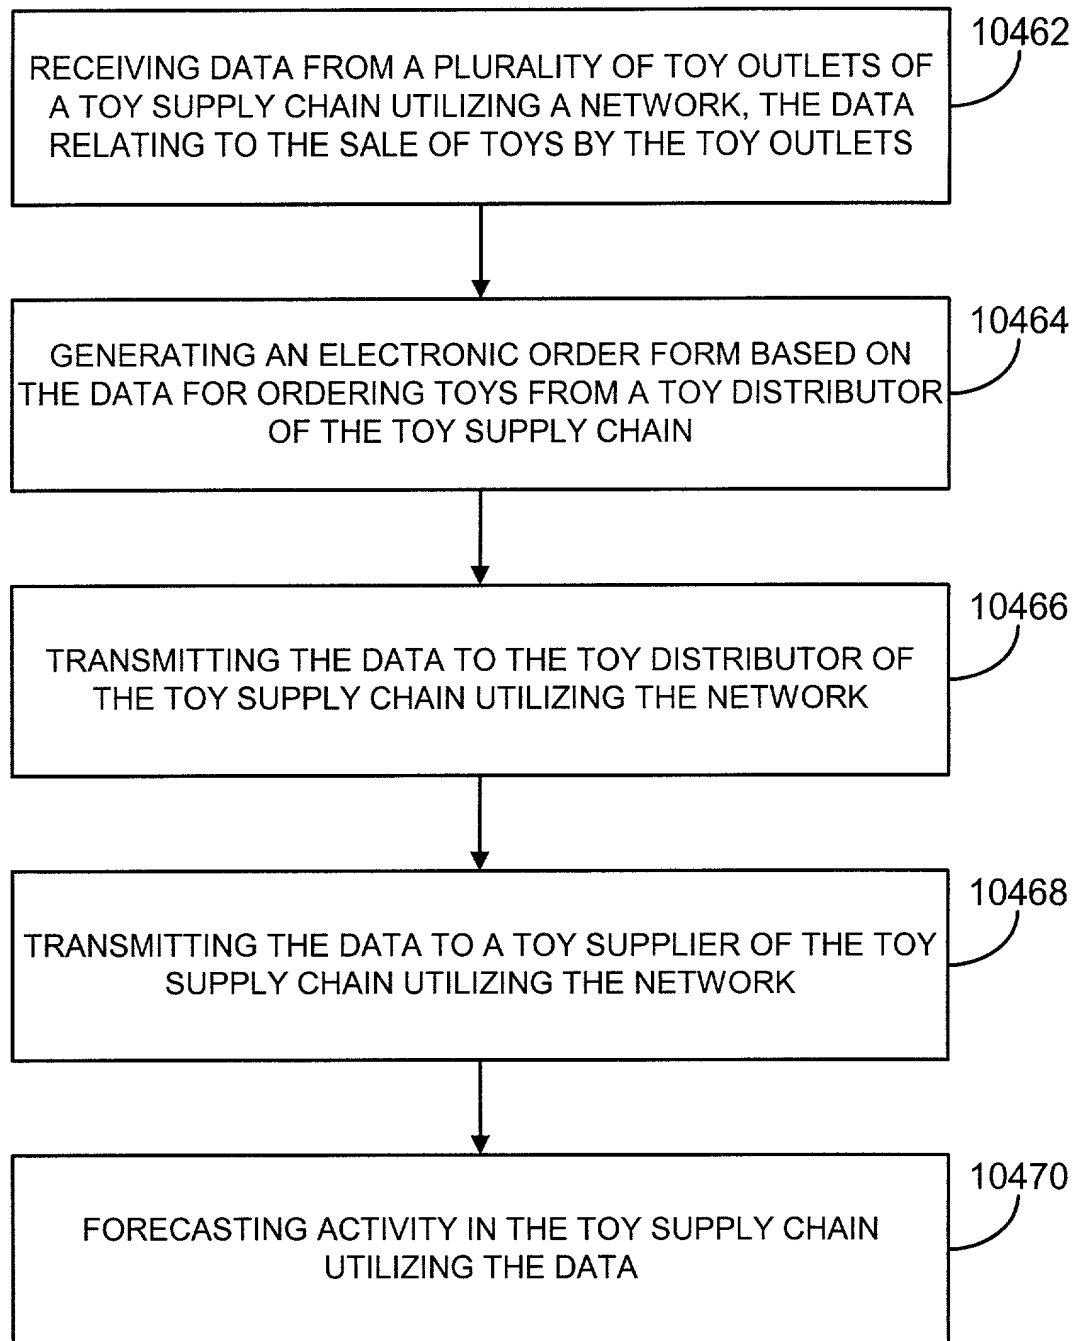 10462
RECEIVING DATA FROM A PLURALITY OF TOY OUTLETS OF
A TOY SUPPLY CHAIN UTILIZING A NETWORK, THE DATA
RELATING TO THE SALE OF TOYS BY THE TOY OUTLETS
10464
GENERATING AN ELECTRONIC ORDER FORM BASED ON
THE DATA FOR ORDERING TOYS FROM A TOY DISTRIBUTOR
OF THE TOY SUPPLY CHAIN
10466
TRANSMITTING THE DATA TO THE TOY DISTRIBUTOR OF
THE TOY SUPPLY CHAIN UTILIZING THE NETWORK
10468
TRANSMITTING THE DATA TO A TOY SUPPLIER OF THE TOY
SUPPLY CHAIN UTILIZING THE NETWORK
10470
FORECASTING ACTIVITY IN THE TOY SUPPLY CHAIN
UTILIZING THE DATA